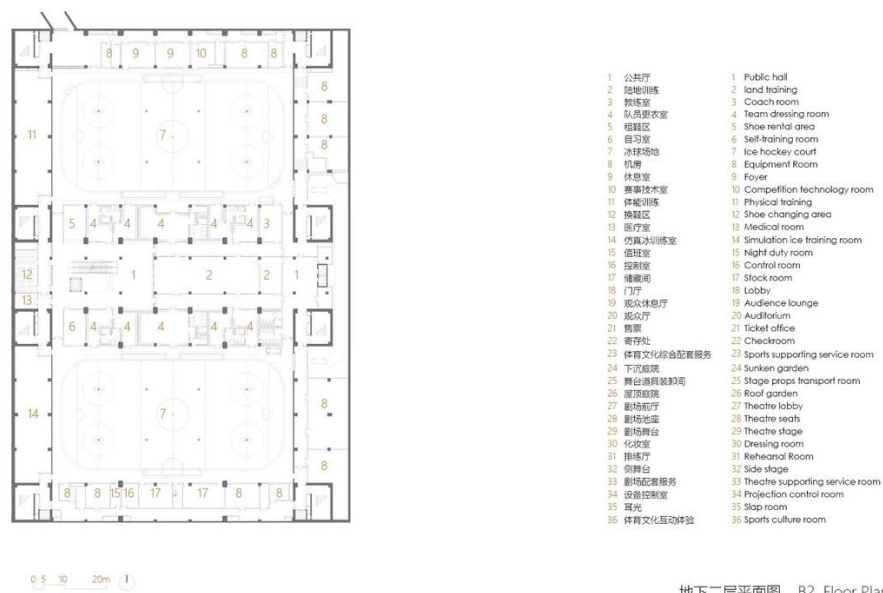 8 9 9 10 8 8
8
8
11 7 8
5 4 4 4 4 4 3
12 1 2 2 1
13
6 4 4 4 4 4
14 7 8
8
8 8 15 16 17 17 8 8
1 公共厅 1 Public hall
2 陆地训练 2 land training
3 教练室 3 Coach room
4 队员更衣室 4 Team dressing room
5 租鞋区 5 Shoe rental area
6 自习室 6 Self-training room
7 冰球场地 7 Ice hockey court
8 机房 8 Equipment Room
9 休息室 9 Foyer
10 赛事技术室 10 Competition technology room
11 体能训练 11 Physical training
12 换鞋区 12 Shoe changing area
13 医疗室 13 Medical room
14 仿真冰训练室 14 Simulation ice training room
15 值班室 15 Night duty room
16 控制室 16 Control room
17 储藏间 17 Stock room
18 门厅 18 Lobby
19 观众休息厅 19 Audience lounge
20 观众厅 20 Auditorium
21 售票 21 Ticket office
22 寄存处 22 Checkroom
23 体育文化综合配套服务 23 Sports supporting service room
24 下沉庭院 24 Sunken garden
25 舞台道具装卸间 25 Stage props transport room
26 屋顶庭院 26 Roof garden
27 剧场前厅 27 Theatre lobby
28 剧场池座 28 Theatre seats
29 剧场舞台 29 Theatre stage
30 化妆室 30 Dressing room
31 排练厅 31 Rehearsal Room
32 侧舞台 32 Side stage
33 剧场配套服务 33 Theatre supporting service room
34 设备控制室 34 Projection control room
35 耳光 35 Slap room
36 体育文化互动体验 36 Sports culture room
0 5 10 20m
地下二层平面图 B2 Floor Plan